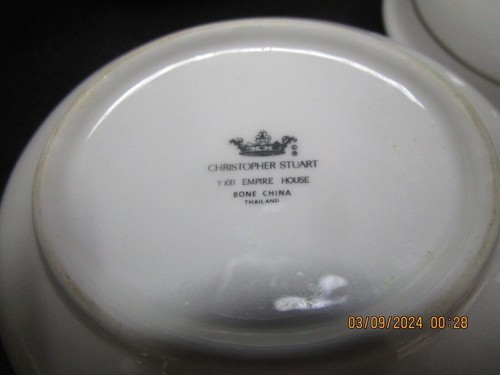 CHRISTOPHER STUART
EMPIRE HOUSE
BONE CHINA
THAILAND
03/09/2024 00:28